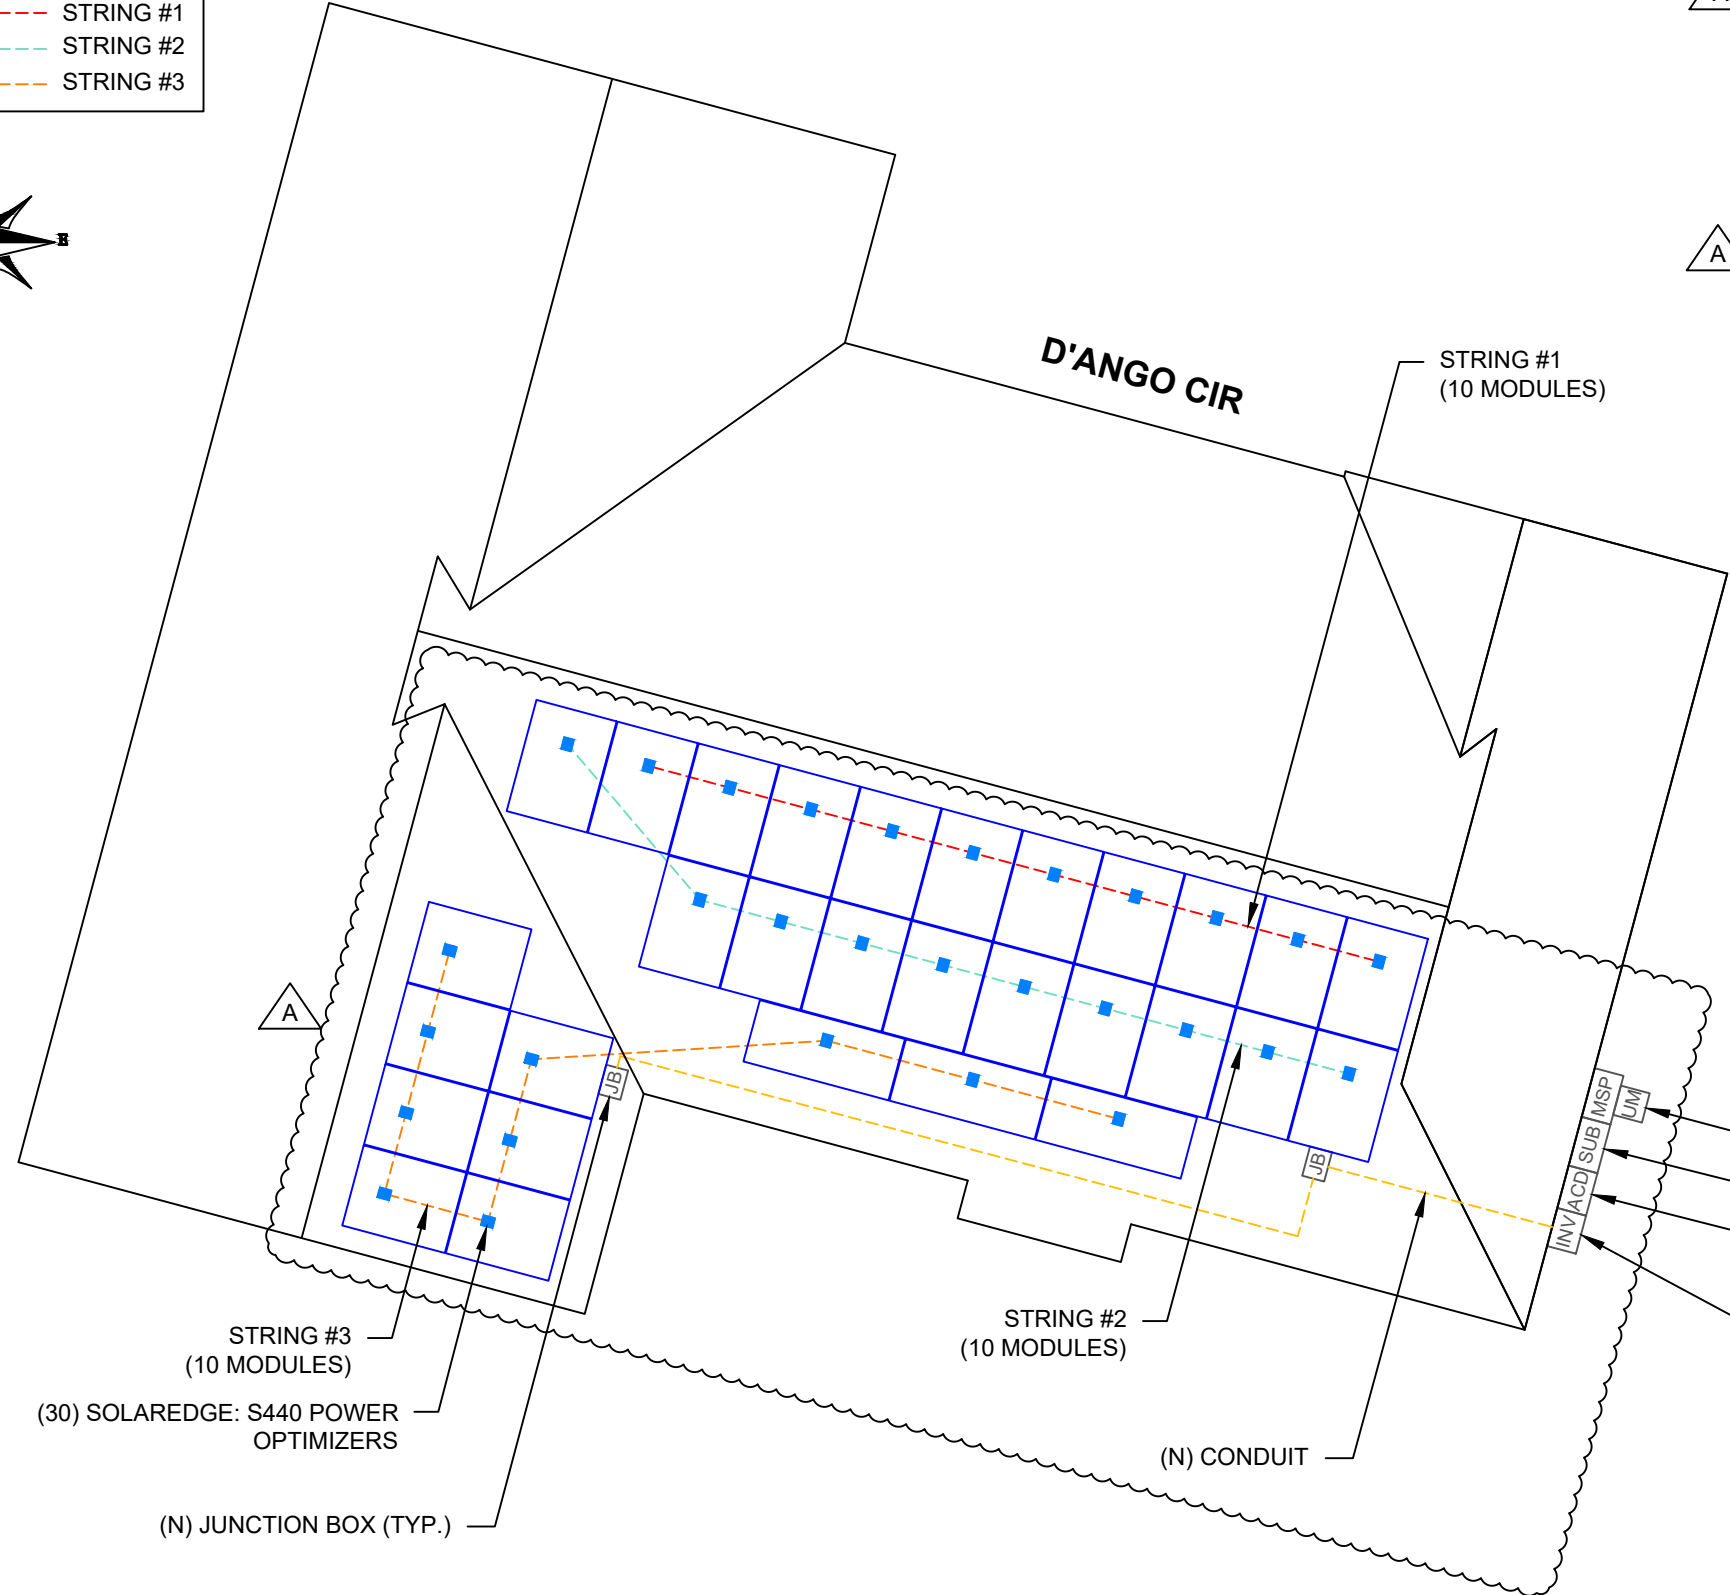 STRING #1
STRING #2
STRING #3
A
D'ANGO CIR
STRING #1
(10 MODULES)
A
JB
JB
MSP
UM
SUB
ACD
INV
STRING #3
(10 MODULES)
STRING #2
(10 MODULES)
(30) SOLAREDGE: S440 POWER
OPTIMIZERS
(N) CONDUIT
(N) JUNCTION BOX (TYP.)